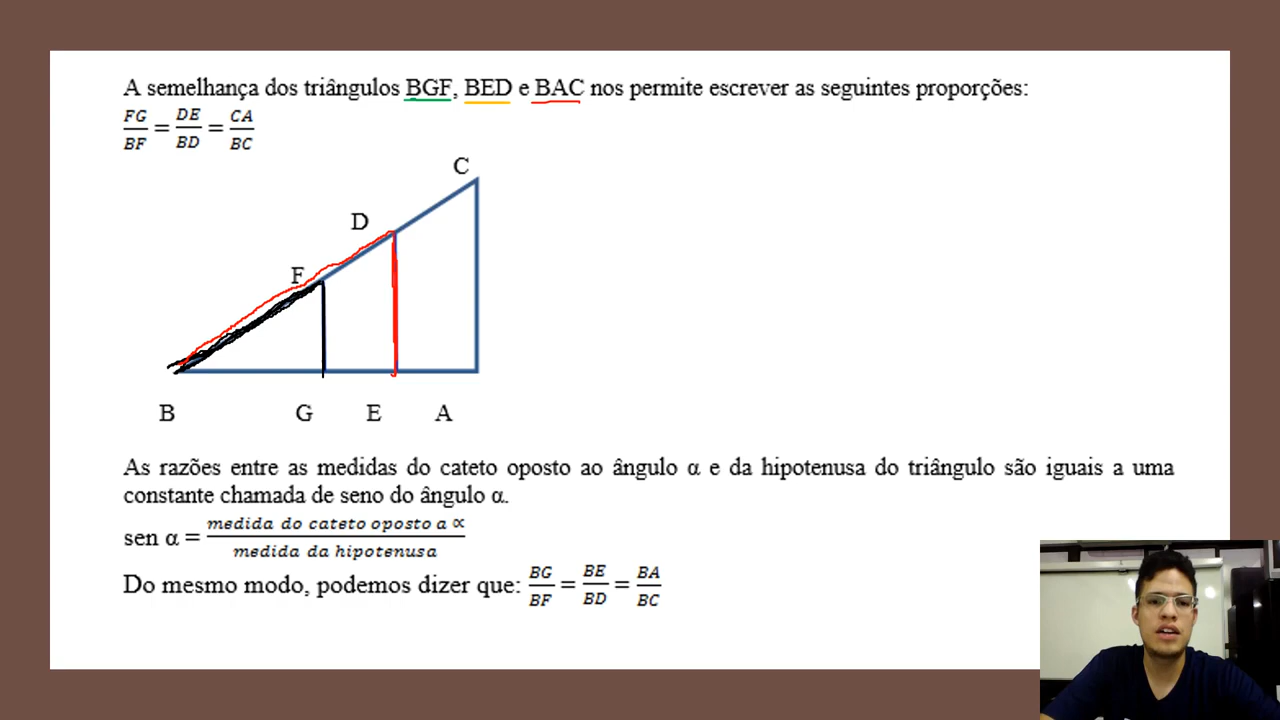 A semelhança dos triângulos BGF, BED e BAC nos permite escrever as seguintes proporções:
FG/BF = DE/BD = CA/BC
C
D
F
B G E A
As razões entre as medidas do cateto oposto ao ângulo α e da hipotenusa do triângulo são iguais a uma
constante chamada de seno do ângulo α.
sen α = medida do cateto oposto a ∝/medida da hipotenusa
Do mesmo modo, podemos dizer que: BG/BF = BE/BD = BA/BC